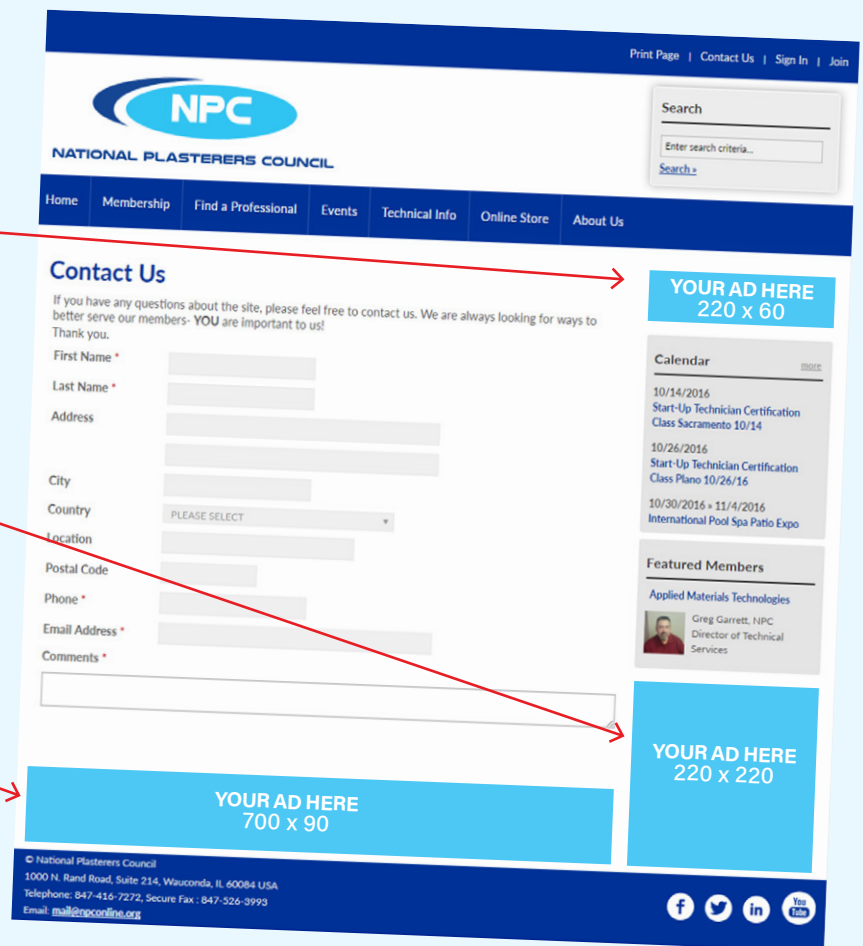 Print Page | Contact Us | Sign In | Join
NPC
NATIONAL PLASTERERS COUNCIL
Search
Enter search criteria...
Search »
Home Membership Find a Professional Events Technical Info Online Store About Us
Contact Us
If you have any questions about the site, please feel free to contact us. We are always looking for ways to
better serve our members- YOU are important to us!
Thank you.
First Name *
Last Name *
Address
City
Country PLEASE SELECT
Location
Postal Code
Phone *
Email Address *
Comments *
YOUR AD HERE
220 x 60
Calendar more
10/14/2016
Start-Up Technician Certification
Class Sacramento 10/14
10/26/2016
Start-Up Technician Certification
Class Plano 10/26/16
10/30/2016 » 11/4/2016
International Pool Spa Patio Expo
Featured Members
Applied Materials Technologies
Greg Garrett, NPC
Director of Technical
Services
YOUR AD HERE
220 x 220
YOUR AD HERE
700 x 90
© National Plasterers Council
1000 N. Rand Road, Suite 214, Wauconda, IL 60084 USA
Telephone: 847-416-7272, Secure Fax : 847-526-3993
Email: mail@npconline.org
f in You Tube